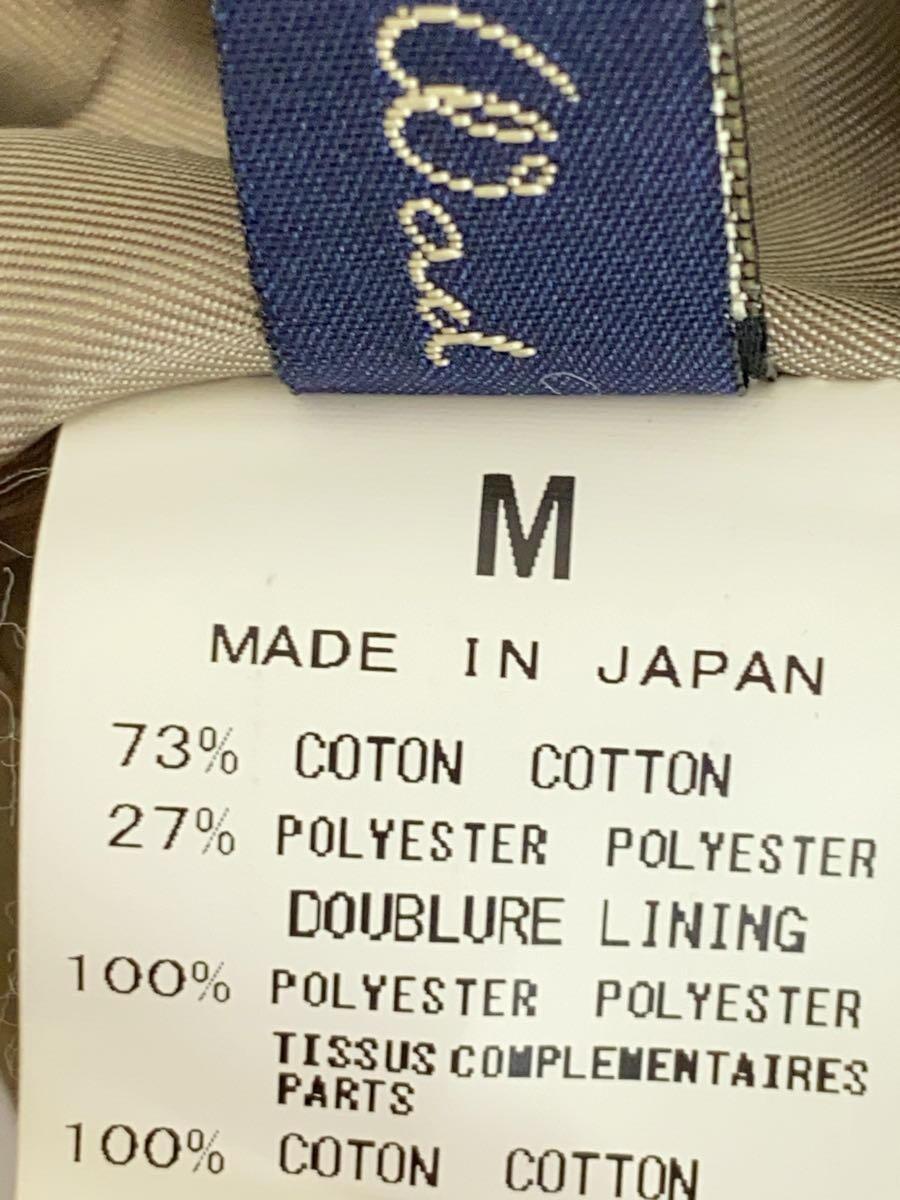 M
MADE IN JAPAN
73% COTON COTTON
27% POLYESTER POLYESTER
DOUBLURE LINING
100% POLYESTER POLYESTER
TISSUS COMPLEMENTAIRES
PARTS
100% COTON COTTON